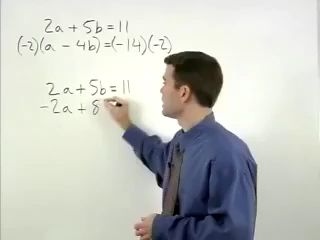 2a + 5b = 11
(-2)(a - 4b) = (-14)(-2)
2a + 5b = 11
-2a + 8